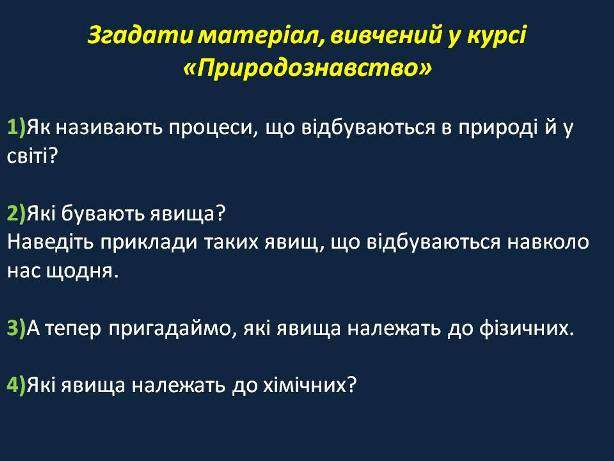 Згадати матеріал, вивчений у курсі
«Природознавство»
1)Як називають процеси, що відбуваються в природі й у
світі?
2)Які бувають явища?
Наведіть приклади таких явищ, що відбуваються навколо
нас щодня.
3)А тепер пригадаймо, які явища належать до фізичних.
4)Які явища належать до хімічних?